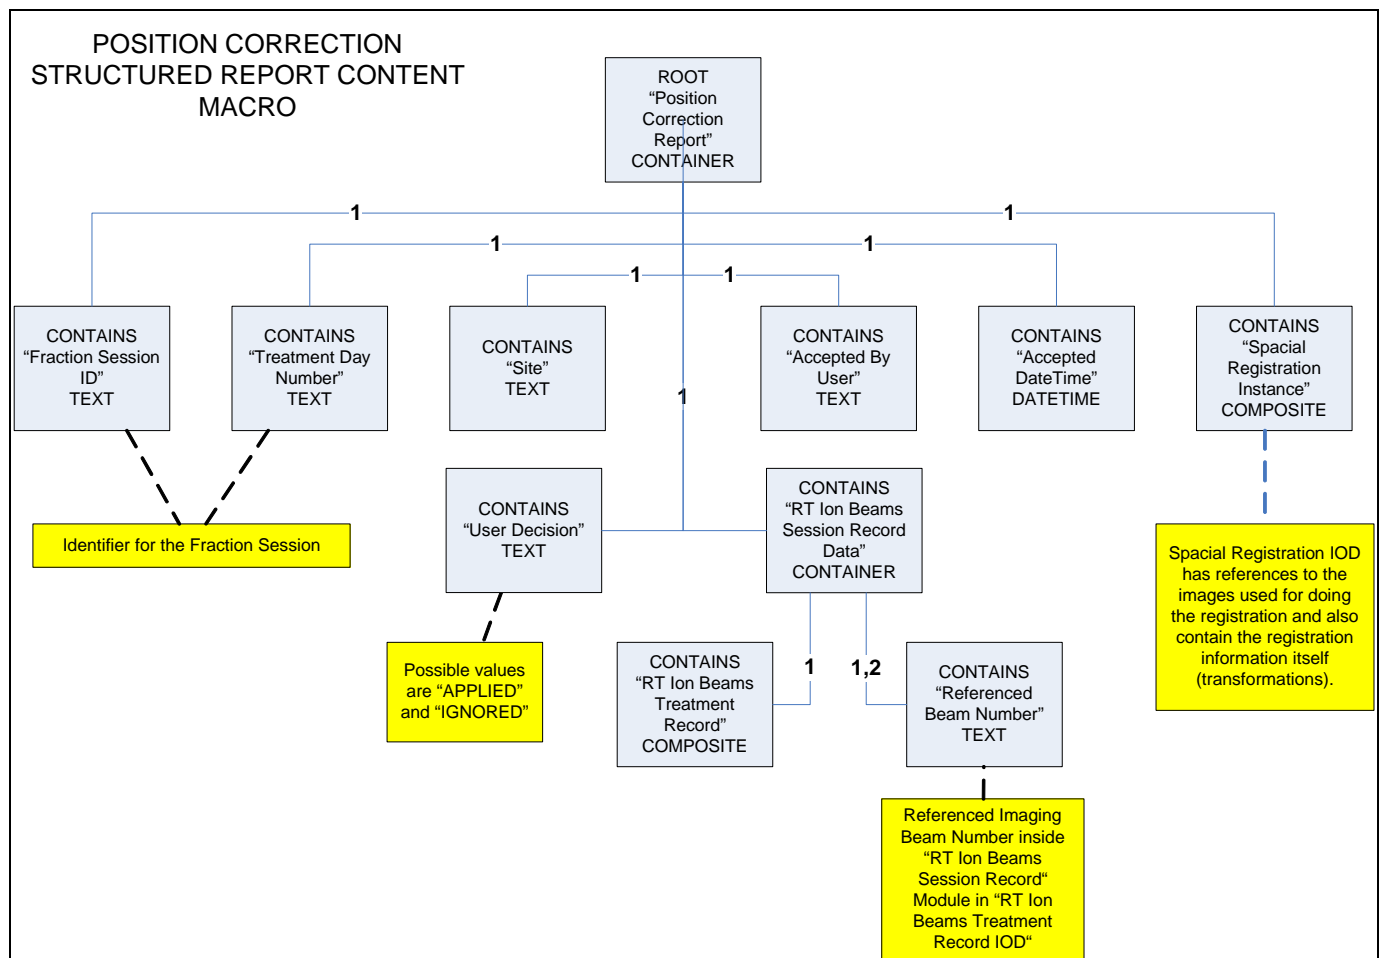 POSITION CORRECTION
STRUCTURED REPORT CONTENT
MACRO
ROOT
“Position
Correction
Report”
CONTAINER
1
1
1
1
1
1
CONTAINS
“Fraction Session
ID”
TEXT
CONTAINS
“Treatment Day
Number”
TEXT
CONTAINS
“Site”
TEXT
CONTAINS
“Accepted By
User”
TEXT
CONTAINS
“Accepted
DateTime”
DATETIME
CONTAINS
“Spacial
Registration
Instance”
COMPOSITE
1
Identifier for the Fraction Session
CONTAINS
“User Decision”
TEXT
CONTAINS
“RT Ion Beams
Session Record
Data”
CONTAINER
Spacial Registration IOD
has references to the
images used for doing
the registration and also
contain the registration
information itself
(transformations).
Possible values
are “APPLIED”
and “IGNORED”
CONTAINS
“RT Ion Beams
Treatment
Record”
COMPOSITE
1
1,2
CONTAINS
“Referenced
Beam Number”
TEXT
Referenced Imaging
Beam Number inside
“RT Ion Beams
Session Record“
Module in “RT Ion
Beams Treatment
Record IOD“